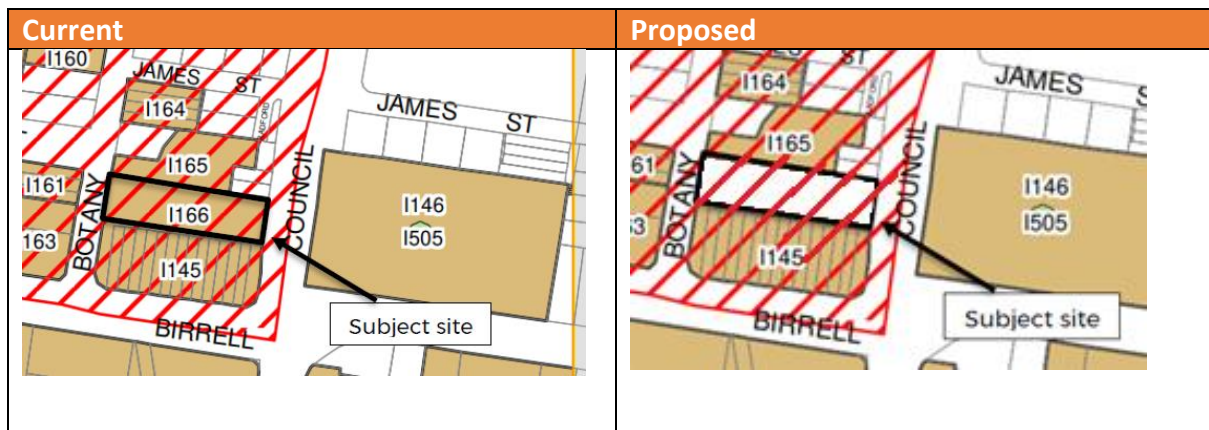 Current
I160
JAMES ST
I164
JAMES ST
I165
I161
I166
163
I145
BOTANY
COUNCIL
I146
I505
BIRRELL
Subject site
Proposed
ST
I164
JAMES
I165
61
I146
I505
BOTANY
COUNCIL
I145
BIRRELL
Subject site